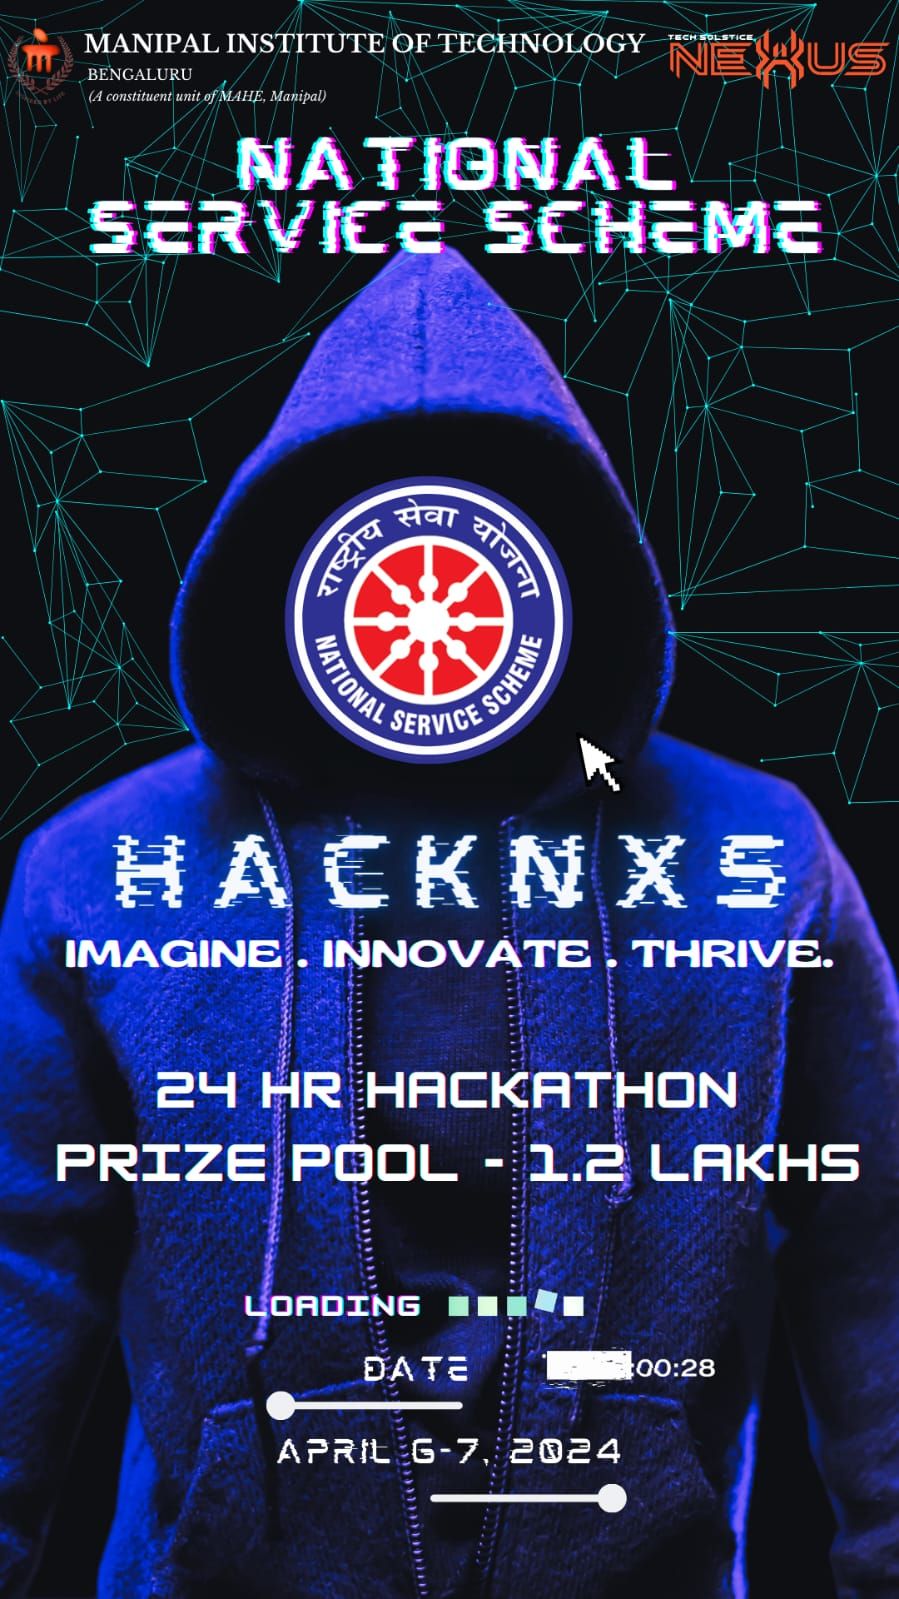 MANIPAL INSTITUTE OF TECHNOLOGY
BENGALURU
(A constituent unit of MAHE, Manipal)
TECH SOLSTICE
NEXUS
NATIONAL
SERVICE SCHEME
राष्ट्रीय सेवा योजना
NATIONAL SERVICE SCHEME
HACKNXS
IMAGINE . INNOVATE . THRIVE.
24 HR HACKATHON
PRIZE POOL - 1.2 LAKHS
LOADING
DATE
:00:28
APRIL 6-7, 2024